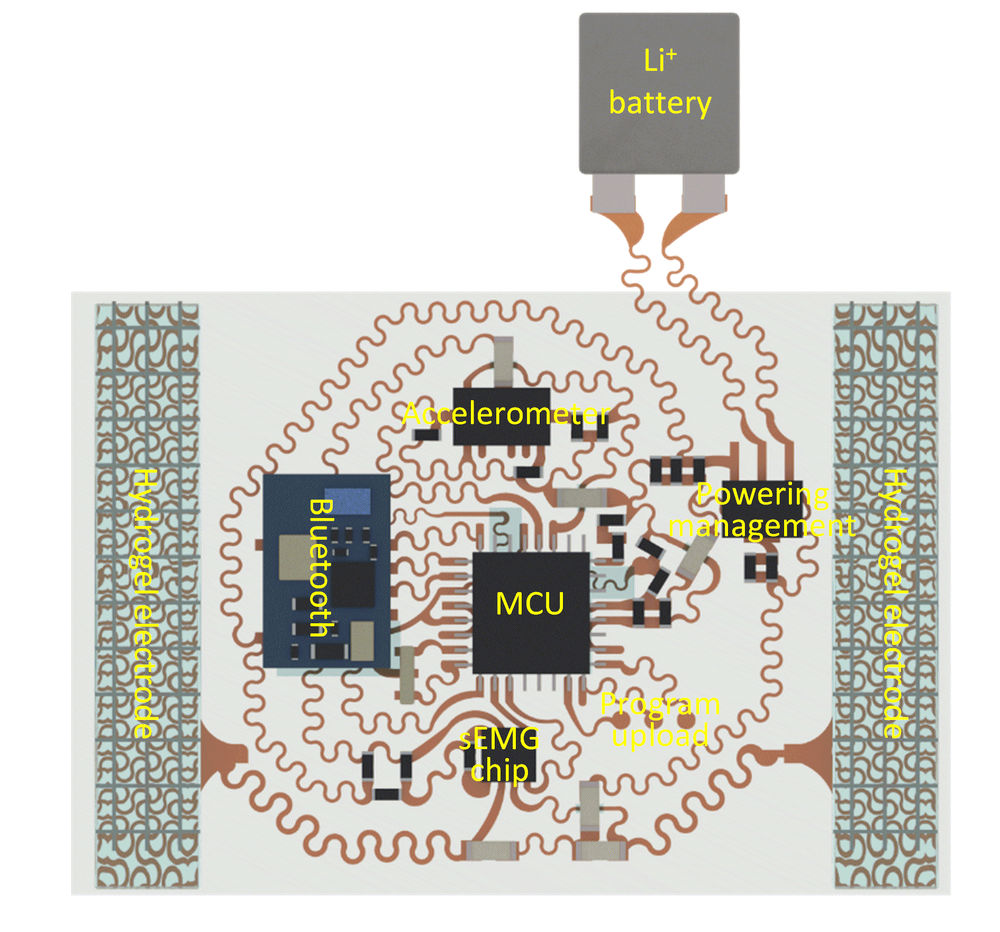 Li⁺
battery
Accelerometer
Powering
management
Bluetooth
Hydrogel electrode
Hydrogel electrode
MCU
Program
upload
sEMG
chip